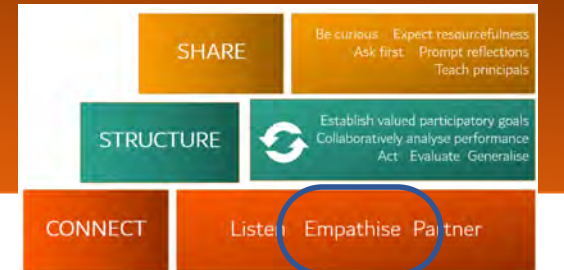 SHARE
Be curious Expect resourcefulness
Ask first Prompt reflections
Teach principals
STRUCTURE
Establish valued participatory goals
Collaboratively analyse performance
Act Evaluate Generalise
CONNECT
Listen Empathise Partner